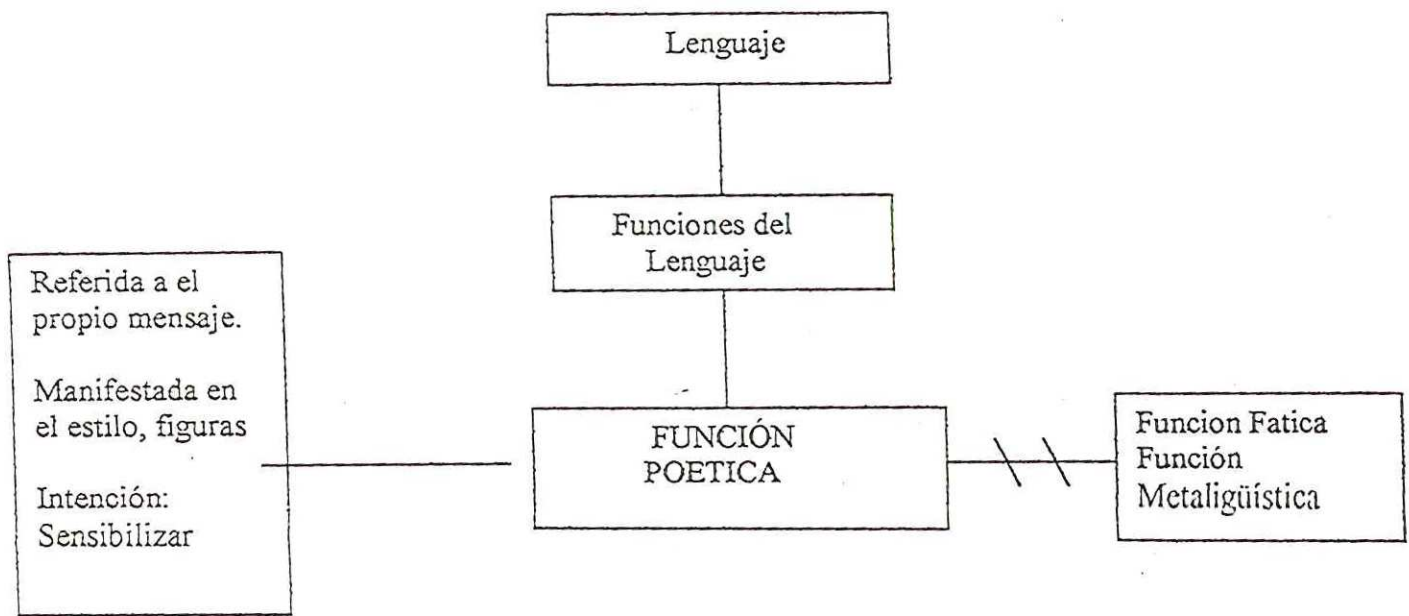 Lenguaje
Funciones del
Lenguaje
Referida a el
propio mensaje.
Manifestada en
el estilo, figuras
Intención:
Sensibilizar
FUNCIÓN
POETICA
Funcion Fatica
Función
Metaligüística